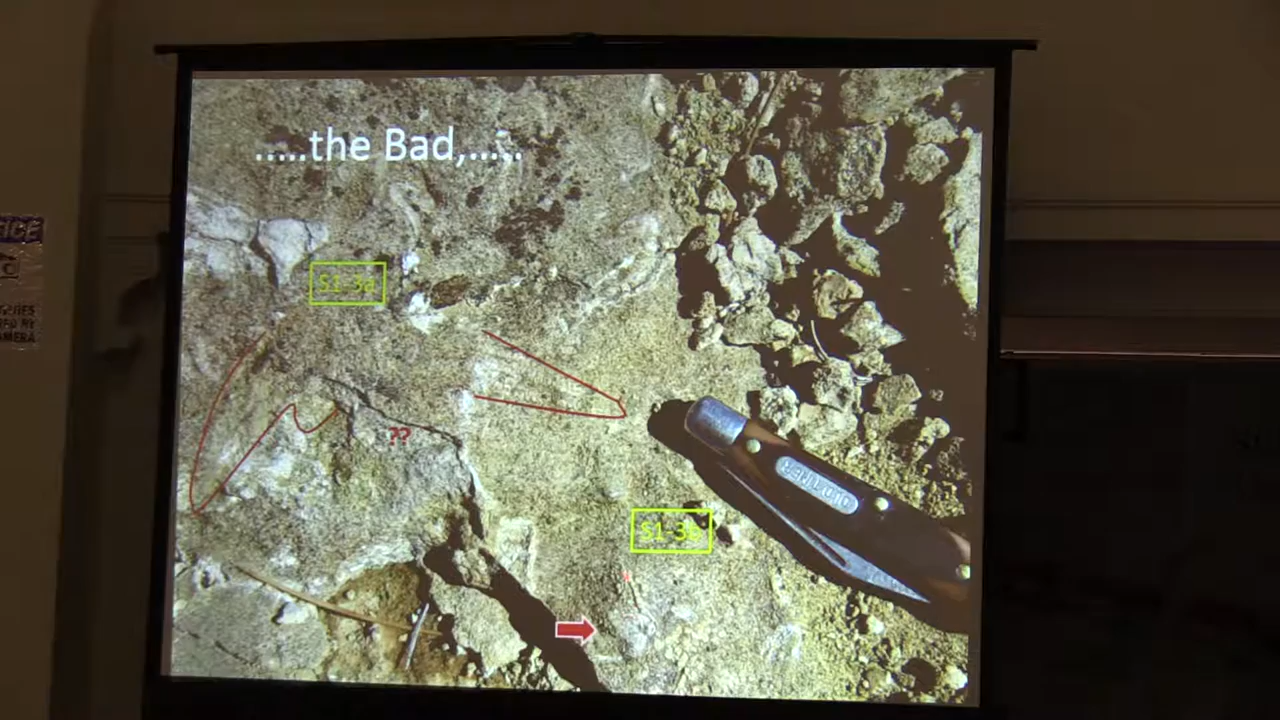 .....the Bad,.....
S1-3a
??
OLD TIMER
S1-3b